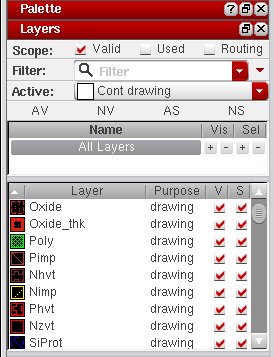 Palette
Layers
Scope: Valid Used Routing
Filter: Filter
Active: Cont drawing
AV NV AS NS
Name Vis Sel
All Layers + - + -
Layer Purpose V S
Oxide drawing
Oxide_thk drawing
Poly drawing
Pimp drawing
Nhvt drawing
Nimp drawing
Phvt drawing
Nzvt drawing
SiProt drawing